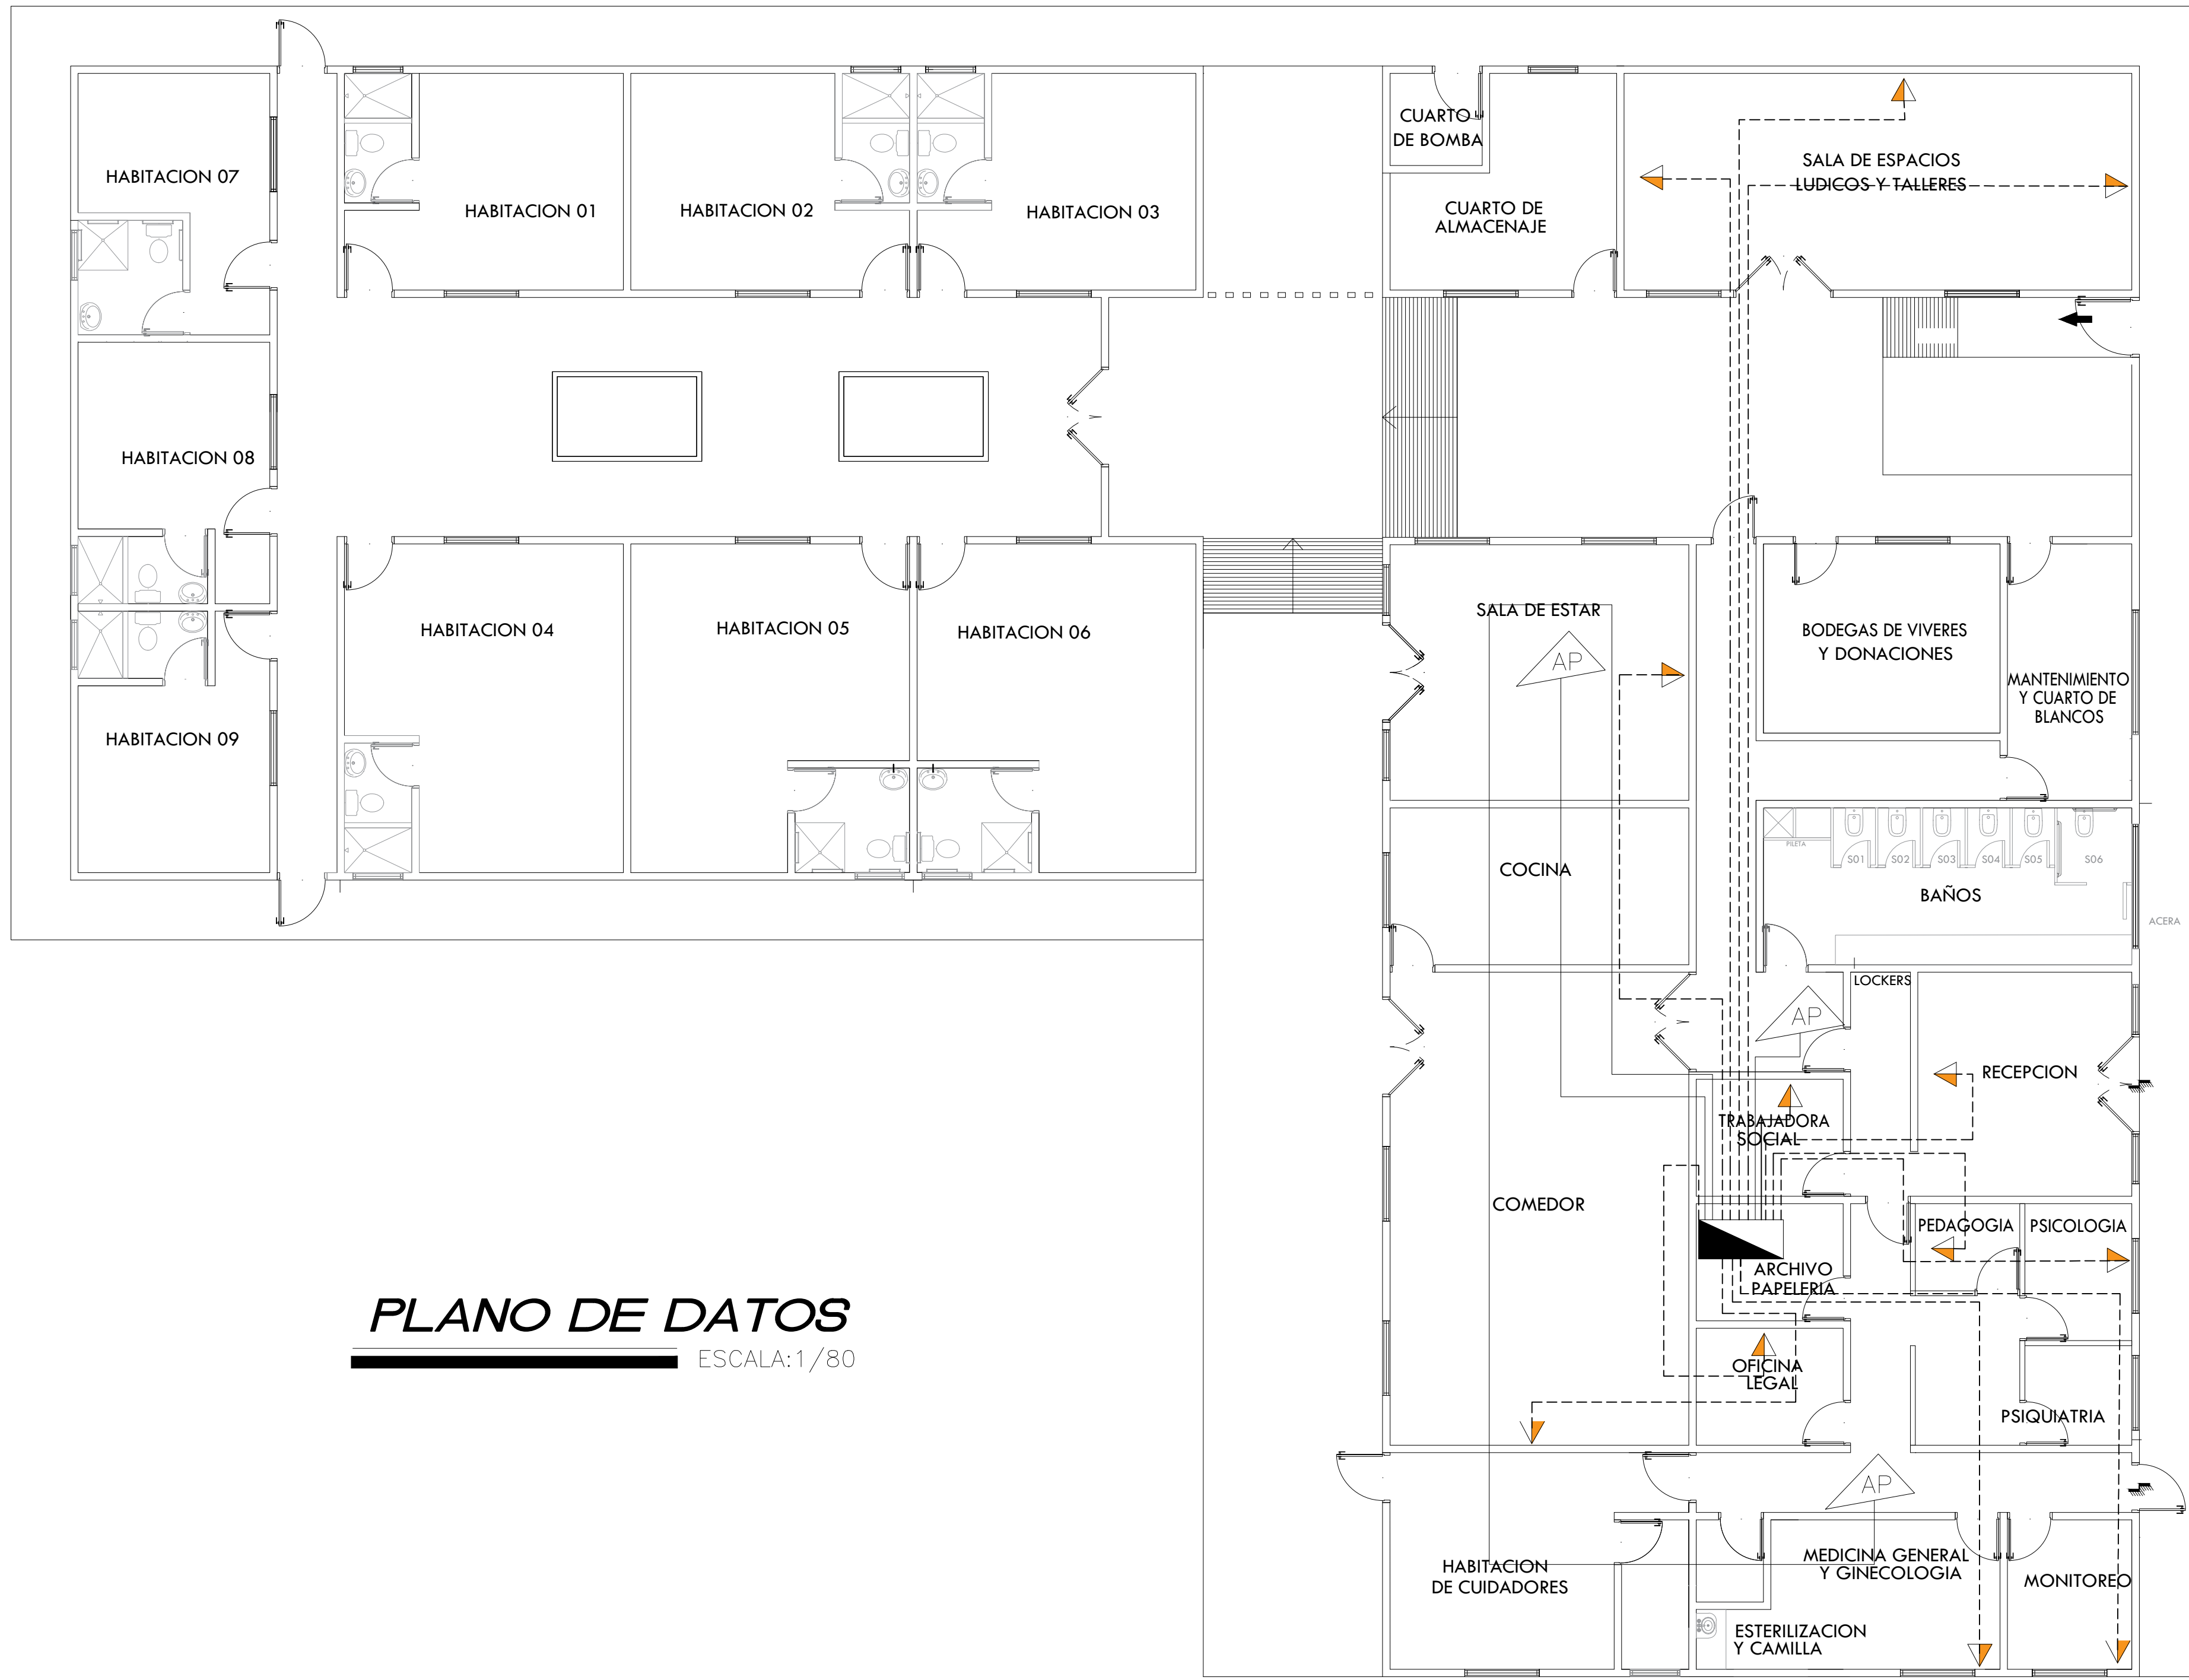 CUARTO
DE BOMBA
SALA DE ESPACIOS
LUDICOS Y TALLERES
HABITACION 07
HABITACION 01
HABITACION 02
HABITACION 03
CUARTO DE
ALMACENAJE
HABITACION 08
SALA DE ESTAR
HABITACION 04
HABITACION 05
HABITACION 06
BODEGAS DE VIVERES
Y DONACIONES
AP
MANTENIMIENTO
Y CUARTO DE
BLANCOS
HABITACION 09
PILETA
S01
S02
S03
S04
S05
S06
COCINA
BAÑOS
ACERA
LOCKERS
AP
RECEPCION
TRABAJADORA
SOCIAL
COMEDOR
PEDAGOGIA
PSICOLOGIA
ARCHIVO
PAPELERIA
PLANO DE DATOS
ESCALA:1/80
OFICINA
LEGAL
PSIQUIATRIA
AP
HABITACION
DE CUIDADORES
MEDICINA GENERAL
Y GINECOLOGIA
MONITOREO
ESTERILIZACION
Y CAMILLA